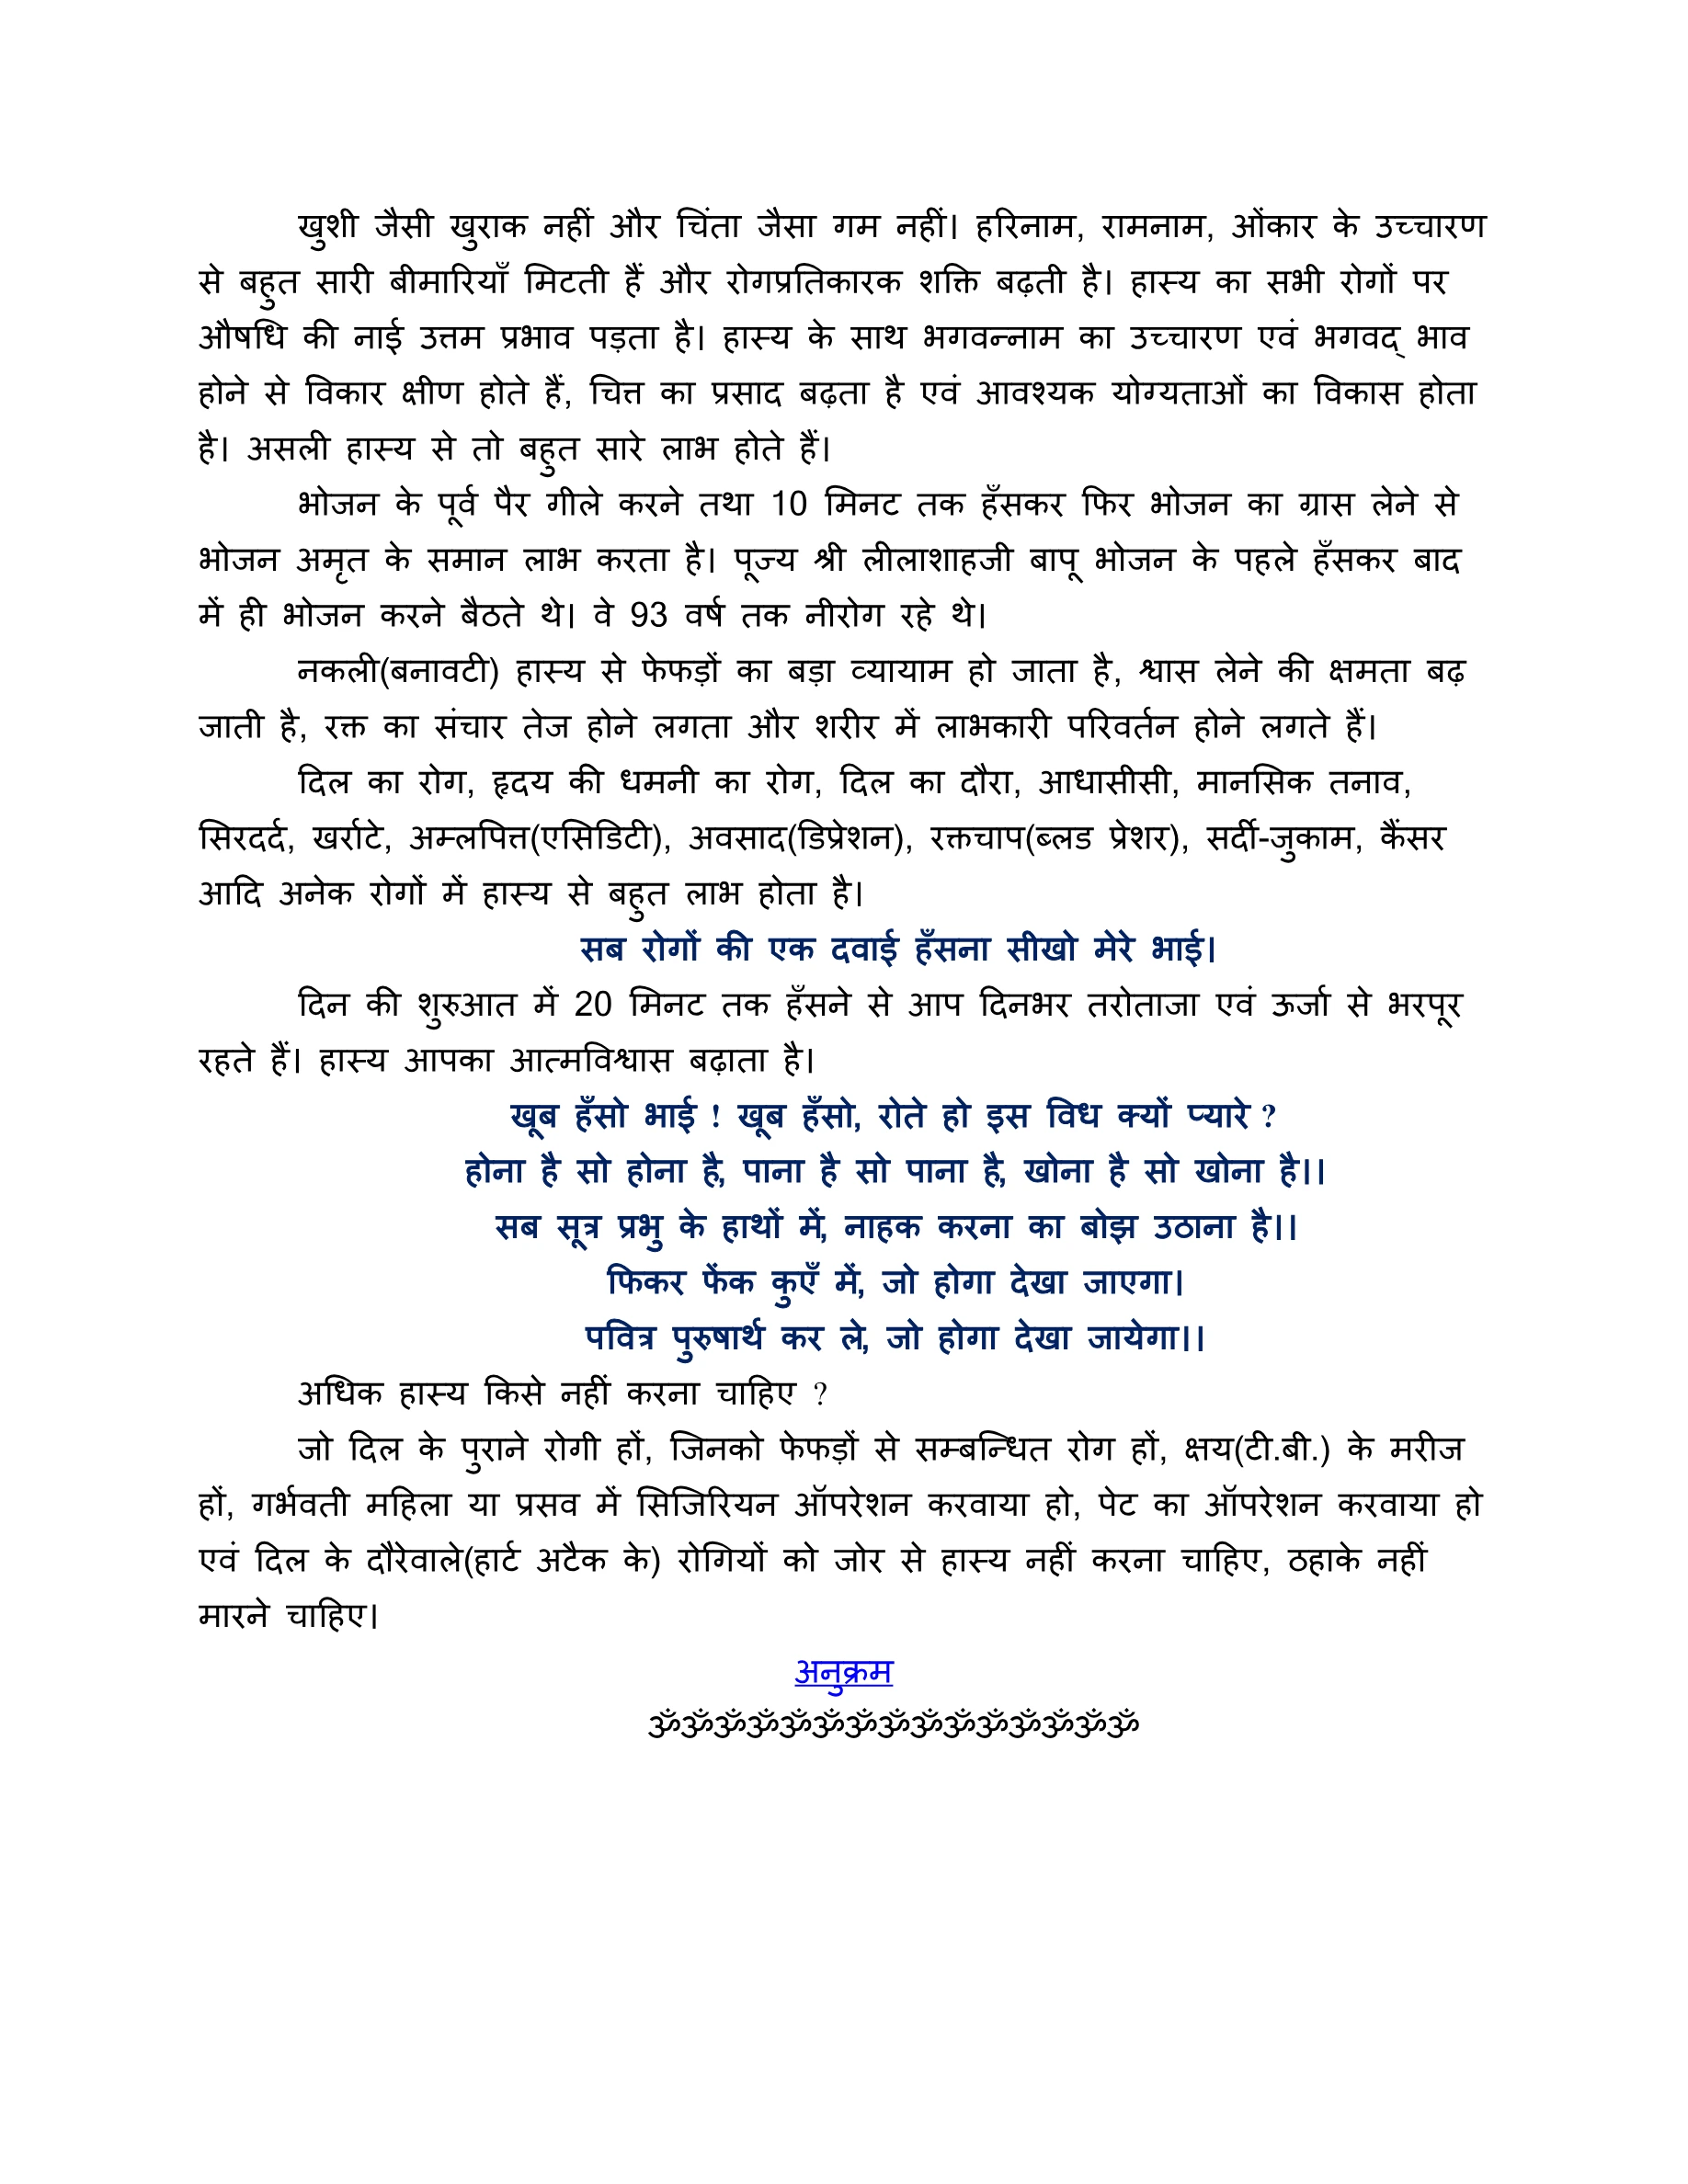 खुशी जैसी खुराक नहीं और चिंता जैसा गम नहीं। हरिनाम, रामनाम, ओंकार के उच्चारण
से बहुत सारी बीमारियाँ मिटती हैं और रोगप्रतिकारक शक्ति बढ़ती है। हास्य का सभी रोगों पर
औषधि की नाई उत्तम प्रभाव पड़ता है। हास्य के साथ भगवन्नाम का उच्चारण एवं भगवद् भाव
होने से विकार क्षीण होते हैं, चित्त का प्रसाद बढ़ता है एवं आवश्यक योग्यताओं का विकास होता
है। असली हास्य से तो बहुत सारे लाभ होते हैं।
भोजन के पूर्व पैर गीले करने तथा 10 मिनट तक हँसकर फिर भोजन का ग्रास लेने से
भोजन अमृत के समान लाभ करता है। पूज्य श्री लीलाशाहजी बापू भोजन के पहले हँसकर बाद
में ही भोजन करने बैठते थे। वे 93 वर्ष तक नीरोग रहे थे।
नकली(बनावटी) हास्य से फेफड़ों का बड़ा व्यायाम हो जाता है, श्वास लेने की क्षमता बढ़
जाती है, रक्त का संचार तेज होने लगता और शरीर में लाभकारी परिवर्तन होने लगते हैं।
दिल का रोग, हृदय की धमनी का रोग, दिल का दौरा, आधासीसी, मानसिक तनाव,
सिरदर्द, खर्राटे, अम्लपित्त(एसिडिटी), अवसाद(डिप्रेशन), रक्तचाप(ब्लड प्रेशर), सर्दी-जुकाम, कैंसर
आदि अनेक रोगों में हास्य से बहुत लाभ होता है।
सब रोगों की एक दवाई हँसना सीखो मेरे भाई।
दिन की शुरुआत में 20 मिनट तक हँसने से आप दिनभर तरोताजा एवं ऊर्जा से भरपूर
रहते हैं। हास्य आपका आत्मविश्वास बढ़ाता है।
खूब हँसो भाई ! खूब हँसो, रोते हो इस विध क्यों प्यारे ?
होना है सो होना है, पाना है सो पाना है, खोना है सो खोना है।।
सब सूत्र प्रभु के हाथों में, नाहक करना का बोझ उठाना है।।
फिकर फेंक कुएँ में, जो होगा देखा जाएगा।
पवित्र पुरुषार्थ कर ले, जो होगा देखा जायेगा।।
अधिक हास्य किसे नहीं करना चाहिए ?
जो दिल के पुराने रोगी हों, जिनको फेफड़ों से सम्बन्धित रोग हों, क्षय(टी.बी.) के मरीज
हों, गर्भवती महिला या प्रसव में सिजिरियन ऑपरेशन करवाया हो, पेट का ऑपरेशन करवाया हो
एवं दिल के दौरेवाले(हार्ट अटैक के) रोगियों को जोर से हास्य नहीं करना चाहिए, ठहाके नहीं
मारने चाहिए।
अनुक्रम
ॐॐॐॐॐॐॐॐॐॐॐॐॐॐॐ